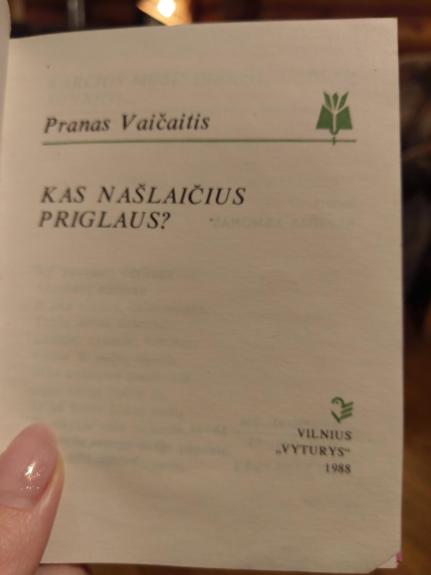 Pranas Vaičaitis
KAS NAŠLAIČIUS
PRIGLAUS?
VILNIUS
„VYTURYS“
1988